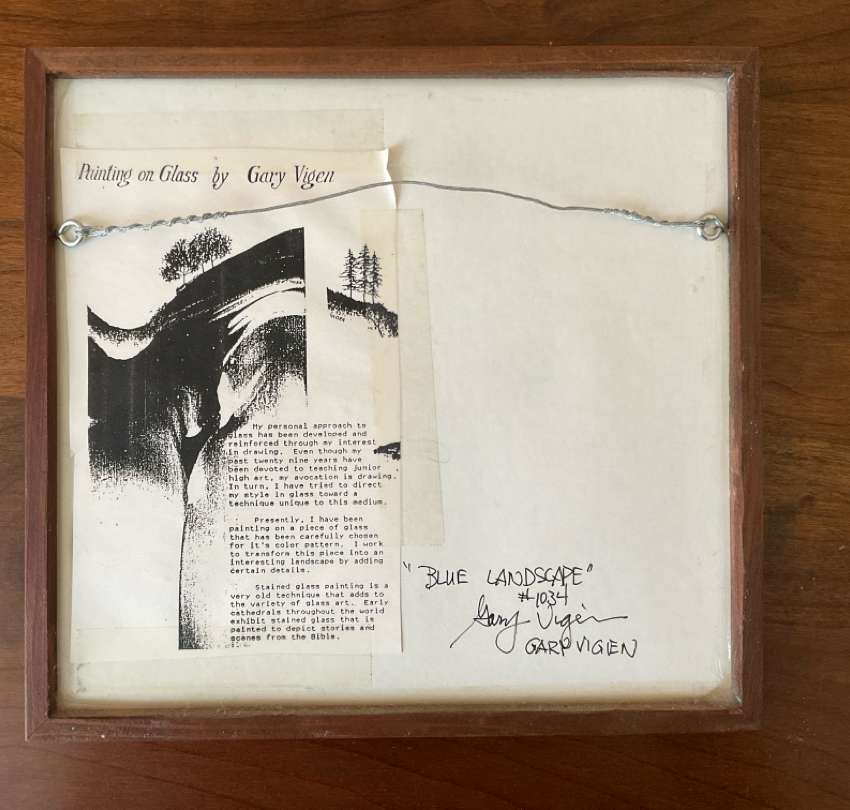 Painting on Glass by Gary Vigen
My personal approach to
glass has been developed and
reinforced through my interest
in drawing. Even though my
past twenty nine years have
been devoted to teaching junior
high art, my avocation is drawing.
In turn, I have tried to direct
my style in glass toward a
technique unique to this medium.
Presently, I have been
painting on a piece of glass
that has been carefully chosen
for it's color pattern. I work
to transform this piece into an
interesting landscape by adding
certain details.
Stained glass painting is a
very old technique that adds to
the variety of glass art. Early
cathedrals throughout the world
exhibit stained glass that is
painted to depict stories and
scenes from the Bible.
"BLUE LANDSCAPE"
#1034
Gary Vigen
GARY VIGEN